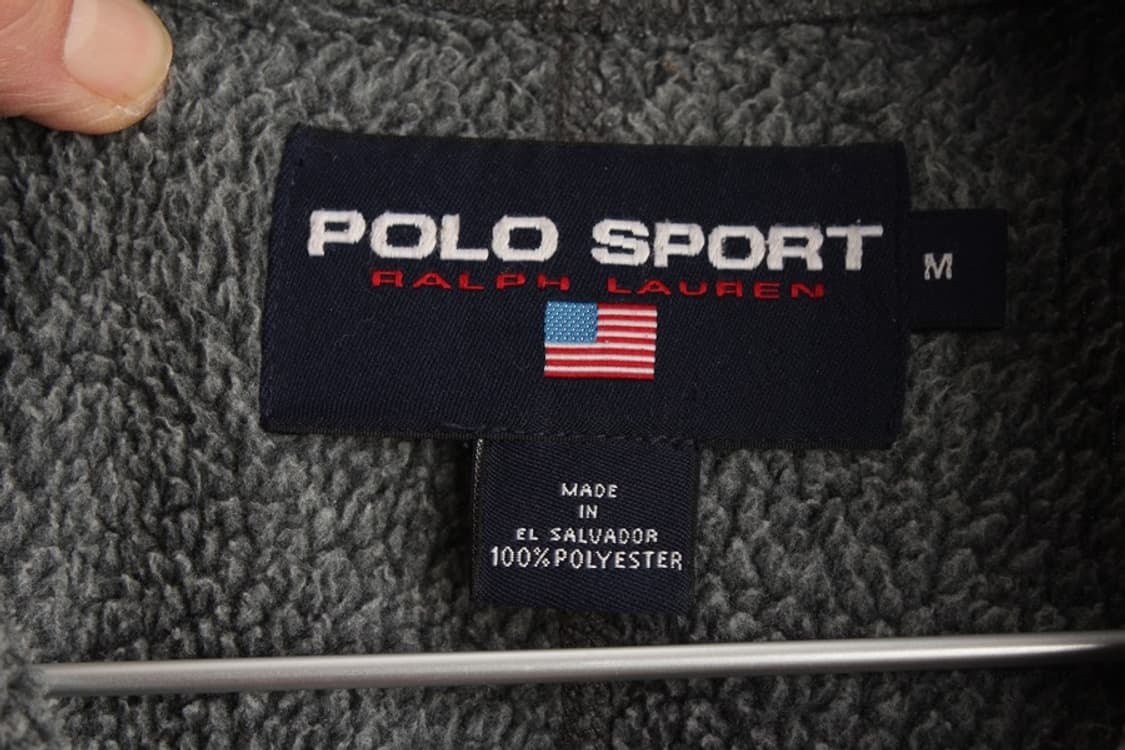 POLO SPORT
RALPH LAUREN
M
MADE
IN
EL SALVADOR
100% POLYESTER